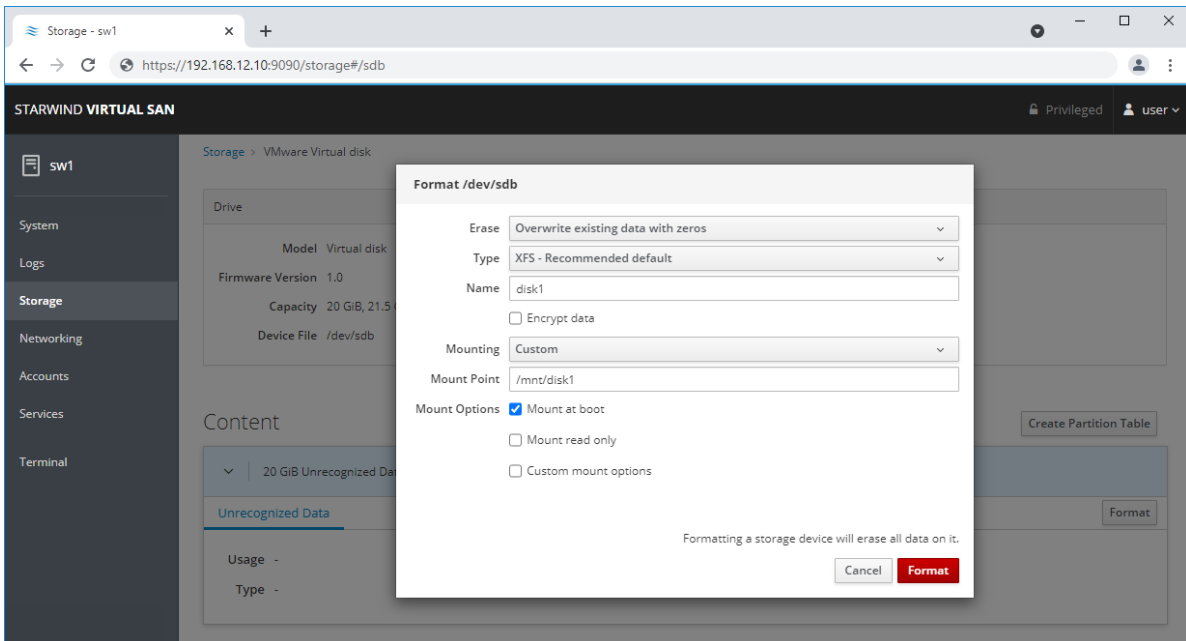 Storage - sw1
https://192.168.12.10:9090/storage#/sdb
STARWIND VIRTUAL SAN
Privileged
user
sw1
System
Logs
Storage
Networking
Accounts
Services
Terminal
Storage > VMware Virtual disk
Drive
Model Virtual disk
Firmware Version 1.0
Capacity 20 GiB, 21.5
Device File /dev/sdb
Content
Create Partition Table
20 GiB Unrecognized Da
Unrecognized Data
Format
Usage -
Type -
Format /dev/sdb
Erase Overwrite existing data with zeros
Type XFS - Recommended default
Name disk1
Encrypt data
Mounting Custom
Mount Point /mnt/disk1
Mount Options Mount at boot
Mount read only
Custom mount options
Formatting a storage device will erase all data on it.
Cancel Format